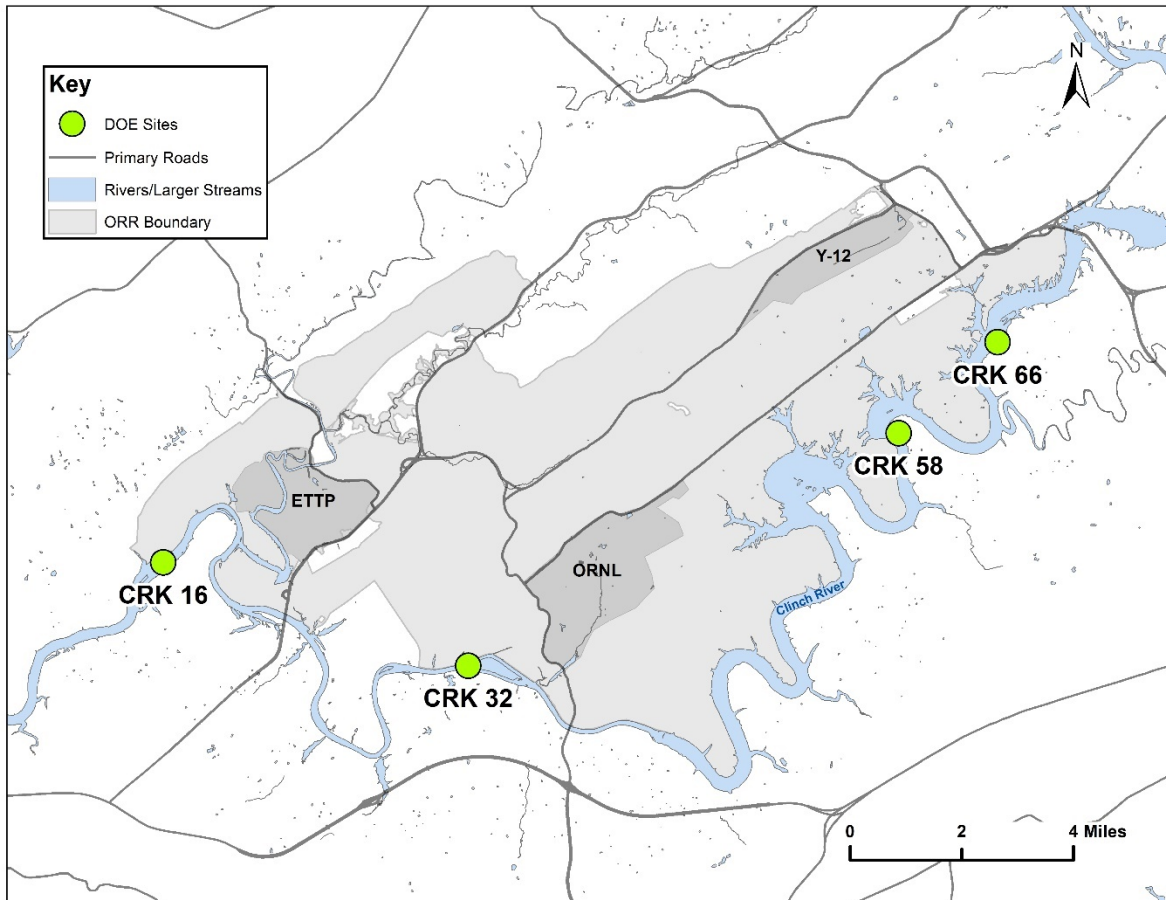 Key
DOE Sites
Primary Roads
Rivers/Larger Streams
ORR Boundary
N
Y-12
CRK 66
CRK 58
ETTP
ORNL
CRK 16
Clinch River
CRK 32
0 2 4 Miles